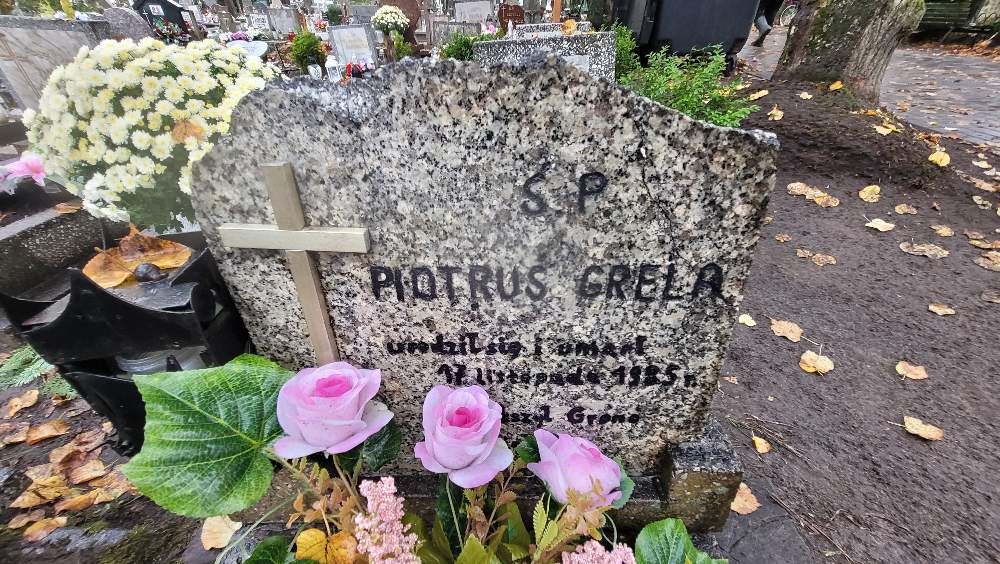 Ś P
PIOTRUŚ GRELA
urodził się i umarł
17 listopada 1985 r.
Grono